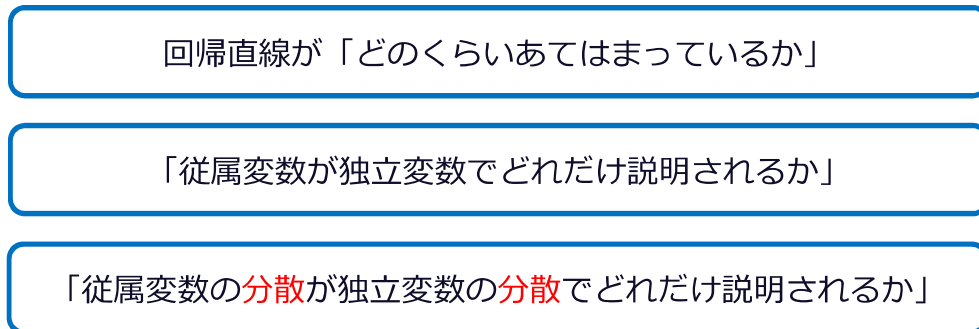 回帰直線が「どのくらいあてはまっているか」
「従属変数が独立変数でどれだけ説明されるか」
「従属変数の分散が独立変数の分散でどれだけ説明されるか」